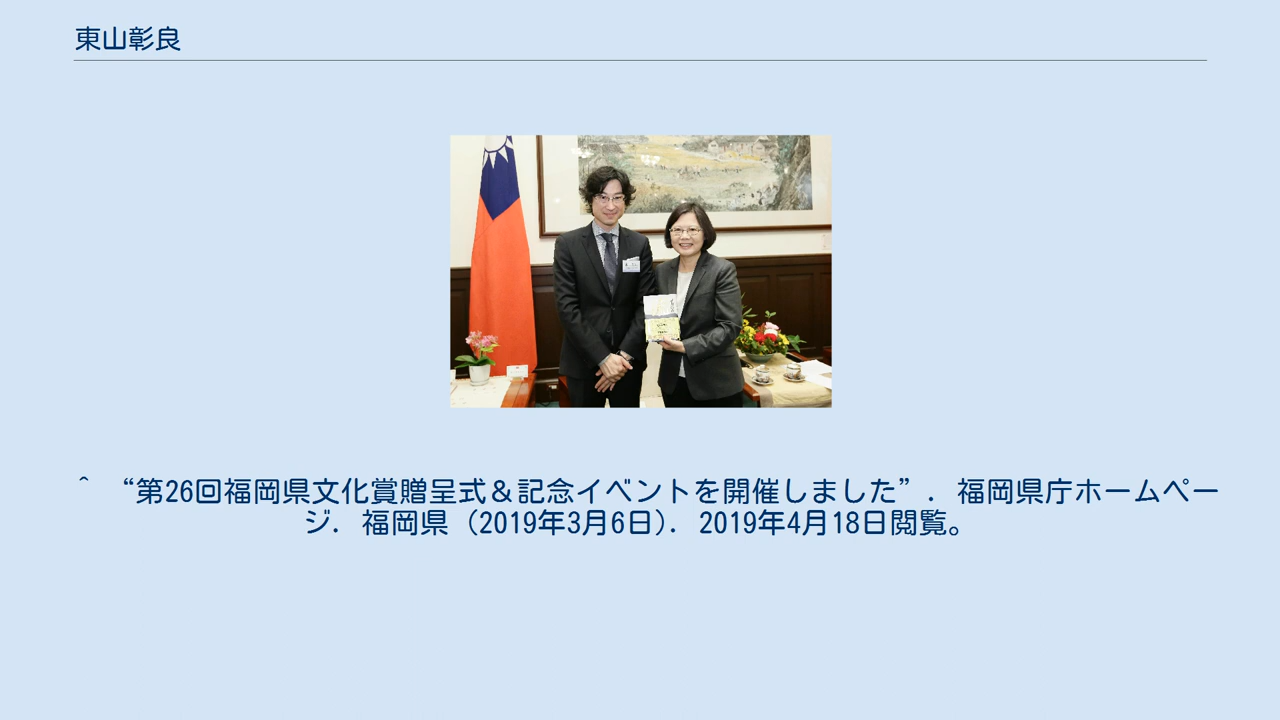 東山彰良
^ “第26回福岡県文化賞贈呈式＆記念イベントを開催しました”. 福岡県庁ホームペー
ジ. 福岡県 (2019年3月6日). 2019年4月18日閲覧。